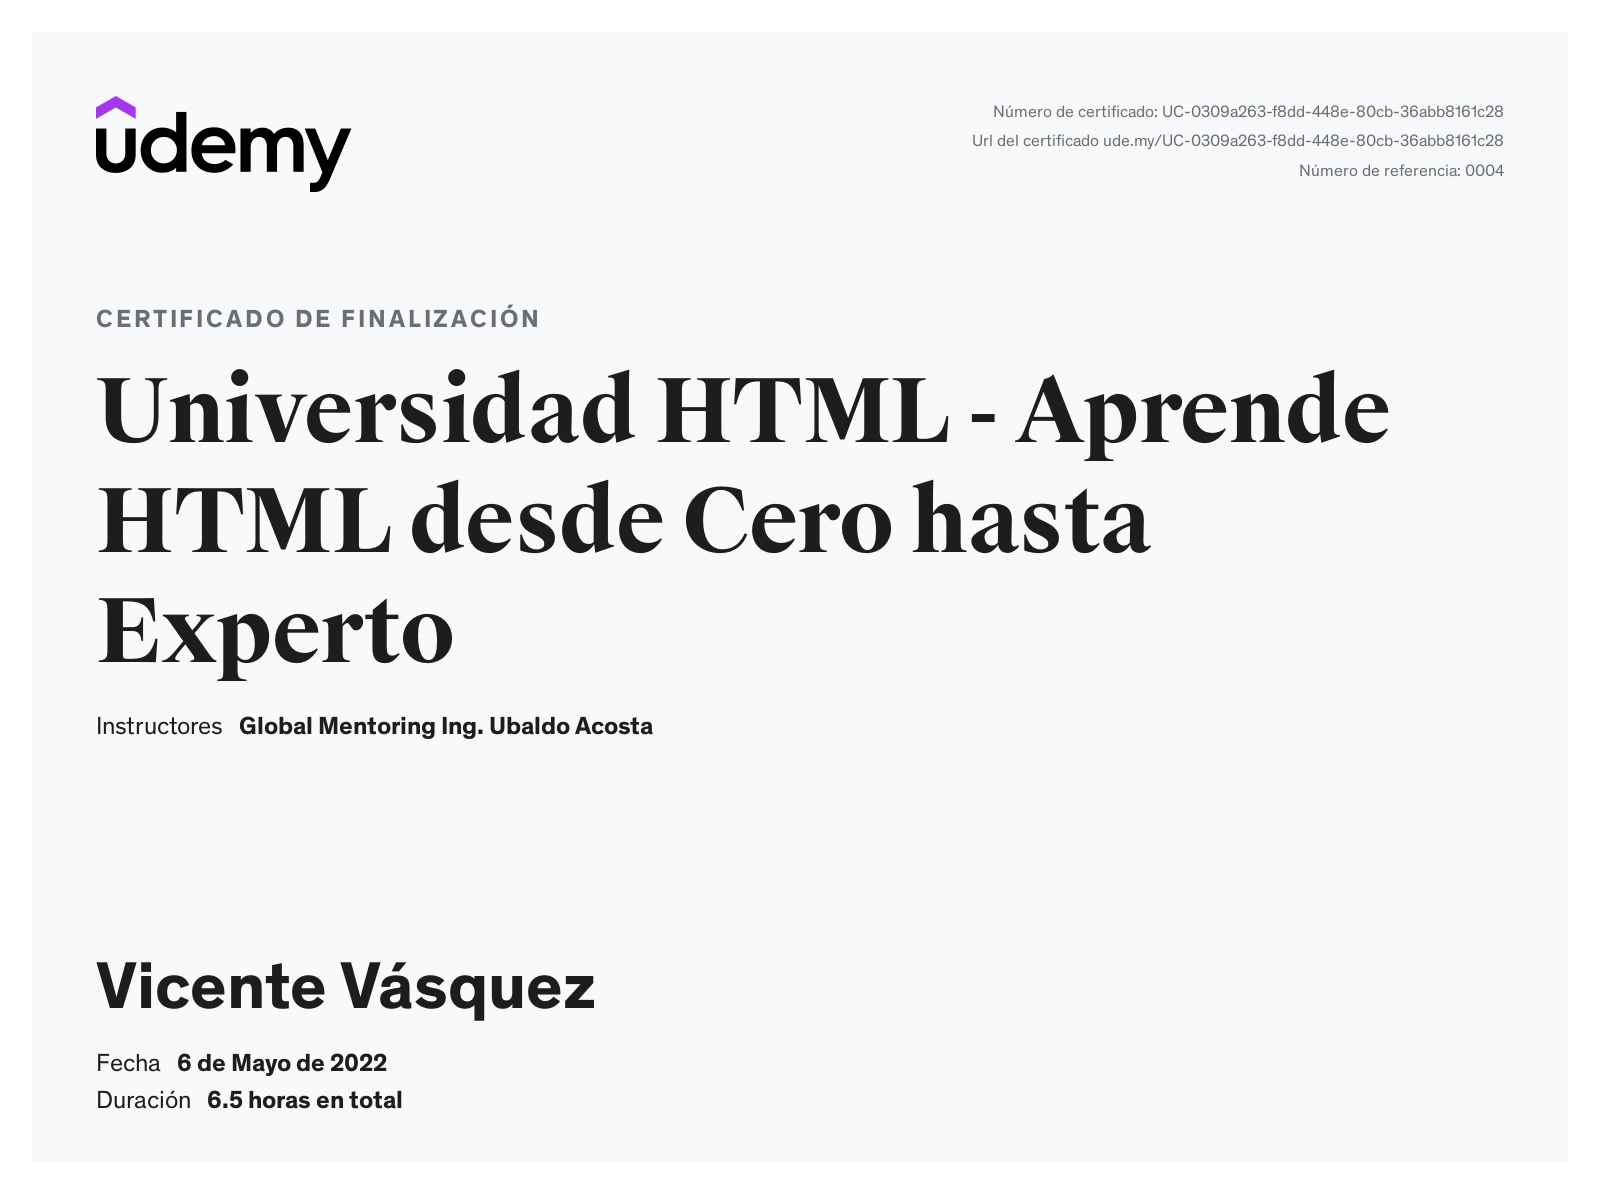 udemy
Número de certificado: UC-0309a263-f8dd-448e-80cb-36abb8161c28
Url del certificado ude.my/UC-0309a263-f8dd-448e-80cb-36abb8161c28
Número de referencia: 0004
CERTIFICADO DE FINALIZACIÓN
Universidad HTML - Aprende
HTML desde Cero hasta
Experto
Instructores Global Mentoring Ing. Ubaldo Acosta
Vicente Vásquez
Fecha 6 de Mayo de 2022
Duración 6.5 horas en total